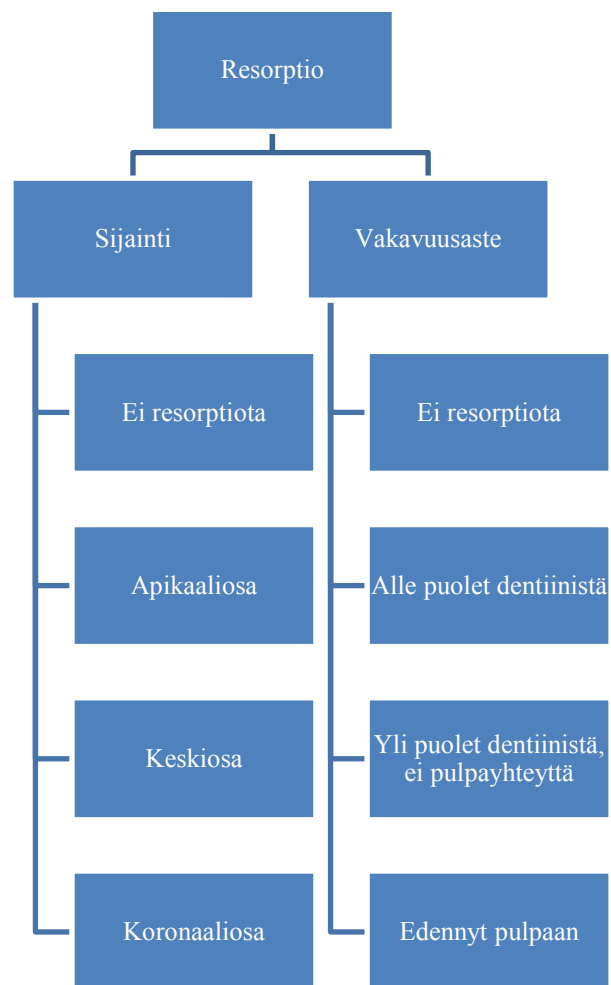 Resorptio
Sijainti
Vakavuusaste
Ei resorptiota
Ei resorptiota
Apikaaliosa
Alle puolet dentiinistä
Keskiosa
Yli puolet dentiinistä,
ei pulpayhteyttä
Koronaaliosa
Edennyt pulpaan